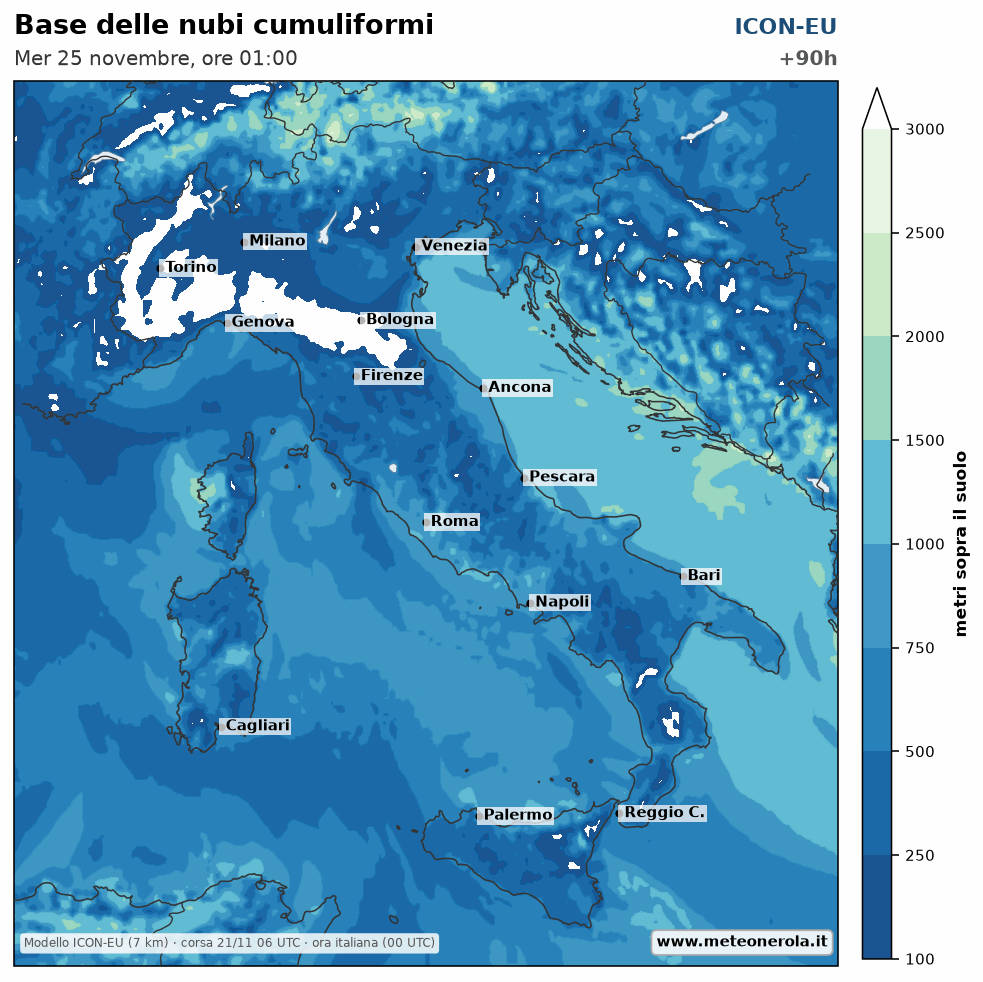 Base delle nubi cumuliformi
ICON-EU
Mer 25 novembre, ore 01:00
+90h
3000
2500
2000
1500
1000
750
500
250
100
metri sopra il suolo
Milano
Venezia
Torino
Genova
Bologna
Firenze
Ancona
Pescara
Roma
Bari
Napoli
Cagliari
Palermo
Reggio C.
Modello ICON-EU (7 km) · corsa 21/11 06 UTC · ora italiana (00 UTC)
www.meteonerola.it